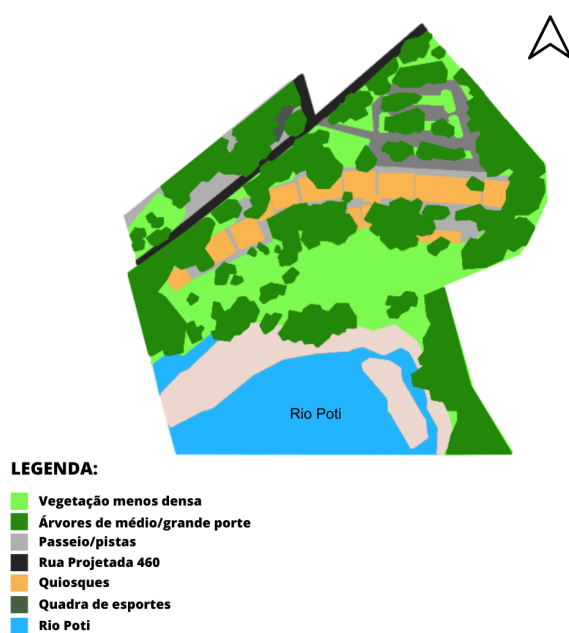 Rio Poti
LEGENDA:
Vegetação menos densa
Árvores de médio/grande porte
Passeio/pistas
Rua Projetada 460
Quiosques
Quadra de esportes
Rio Poti